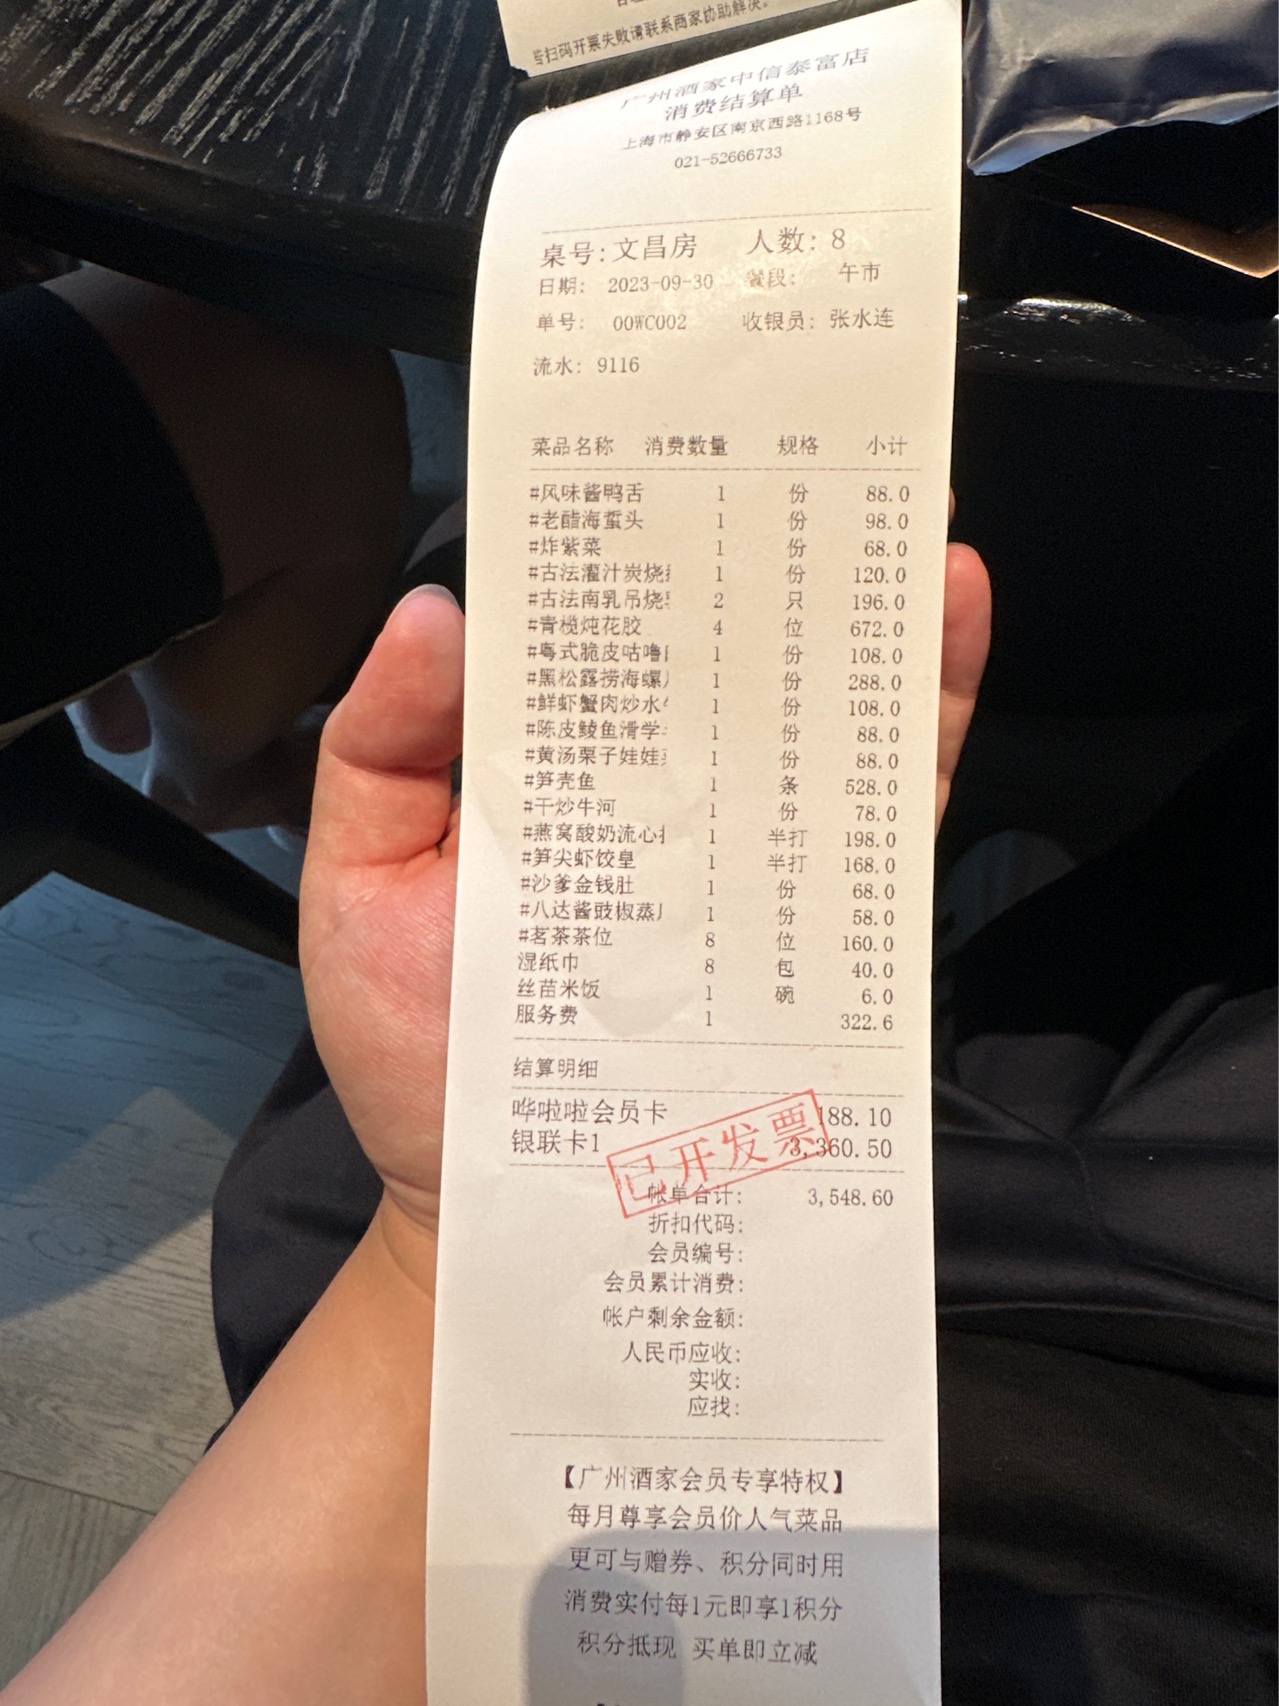 告扫码开票失败请联系商家协助解决。
广州酒家中信泰富店
消费结算单
上海市静安区南京西路1168号
021-52666733
桌号:文昌房 人数: 8
日期: 2023-09-30 餐段: 午市
单号: 00WC002 收银员: 张水连
流水: 9116
菜品名称 消费数量 规格 小计
#风味酱鸭舌 1 份 88.0
#老醋海蜇头 1 份 98.0
#炸紫菜 1 份 68.0
#古法灌汁炭烧 1 份 120.0
#古法南乳吊烧 2 只 196.0
#青榄炖花胶 4 位 672.0
#粤式脆皮咕噜 1 份 108.0
#黑松露捞海螺 1 份 288.0
#鲜虾蟹肉炒水 1 份 108.0
#陈皮鲮鱼滑学 1 份 88.0
#黄汤栗子娃娃 1 份 88.0
#笋壳鱼 1 条 528.0
#干炒牛河 1 份 78.0
#燕窝酸奶流心 1 半打 198.0
#笋尖虾饺皇 1 半打 168.0
#沙爹金钱肚 1 份 68.0
#八达酱豉椒蒸 1 份 58.0
#茗茶茶位 8 位 160.0
湿纸巾 8 包 40.0
丝苗米饭 1 碗 6.0
服务费 1 322.6
结算明细
哗啦啦会员卡 188.10
银联卡1 3,360.50
已开发票
帐单合计: 3,548.60
折扣代码:
会员编号:
会员累计消费:
帐户剩余金额:
人民币应收:
实收:
应找:
【广州酒家会员专享特权】
每月尊享会员价人气菜品
更可与赠券、积分同时用
消费实付每1元即享1积分
积分抵现 买单即立减